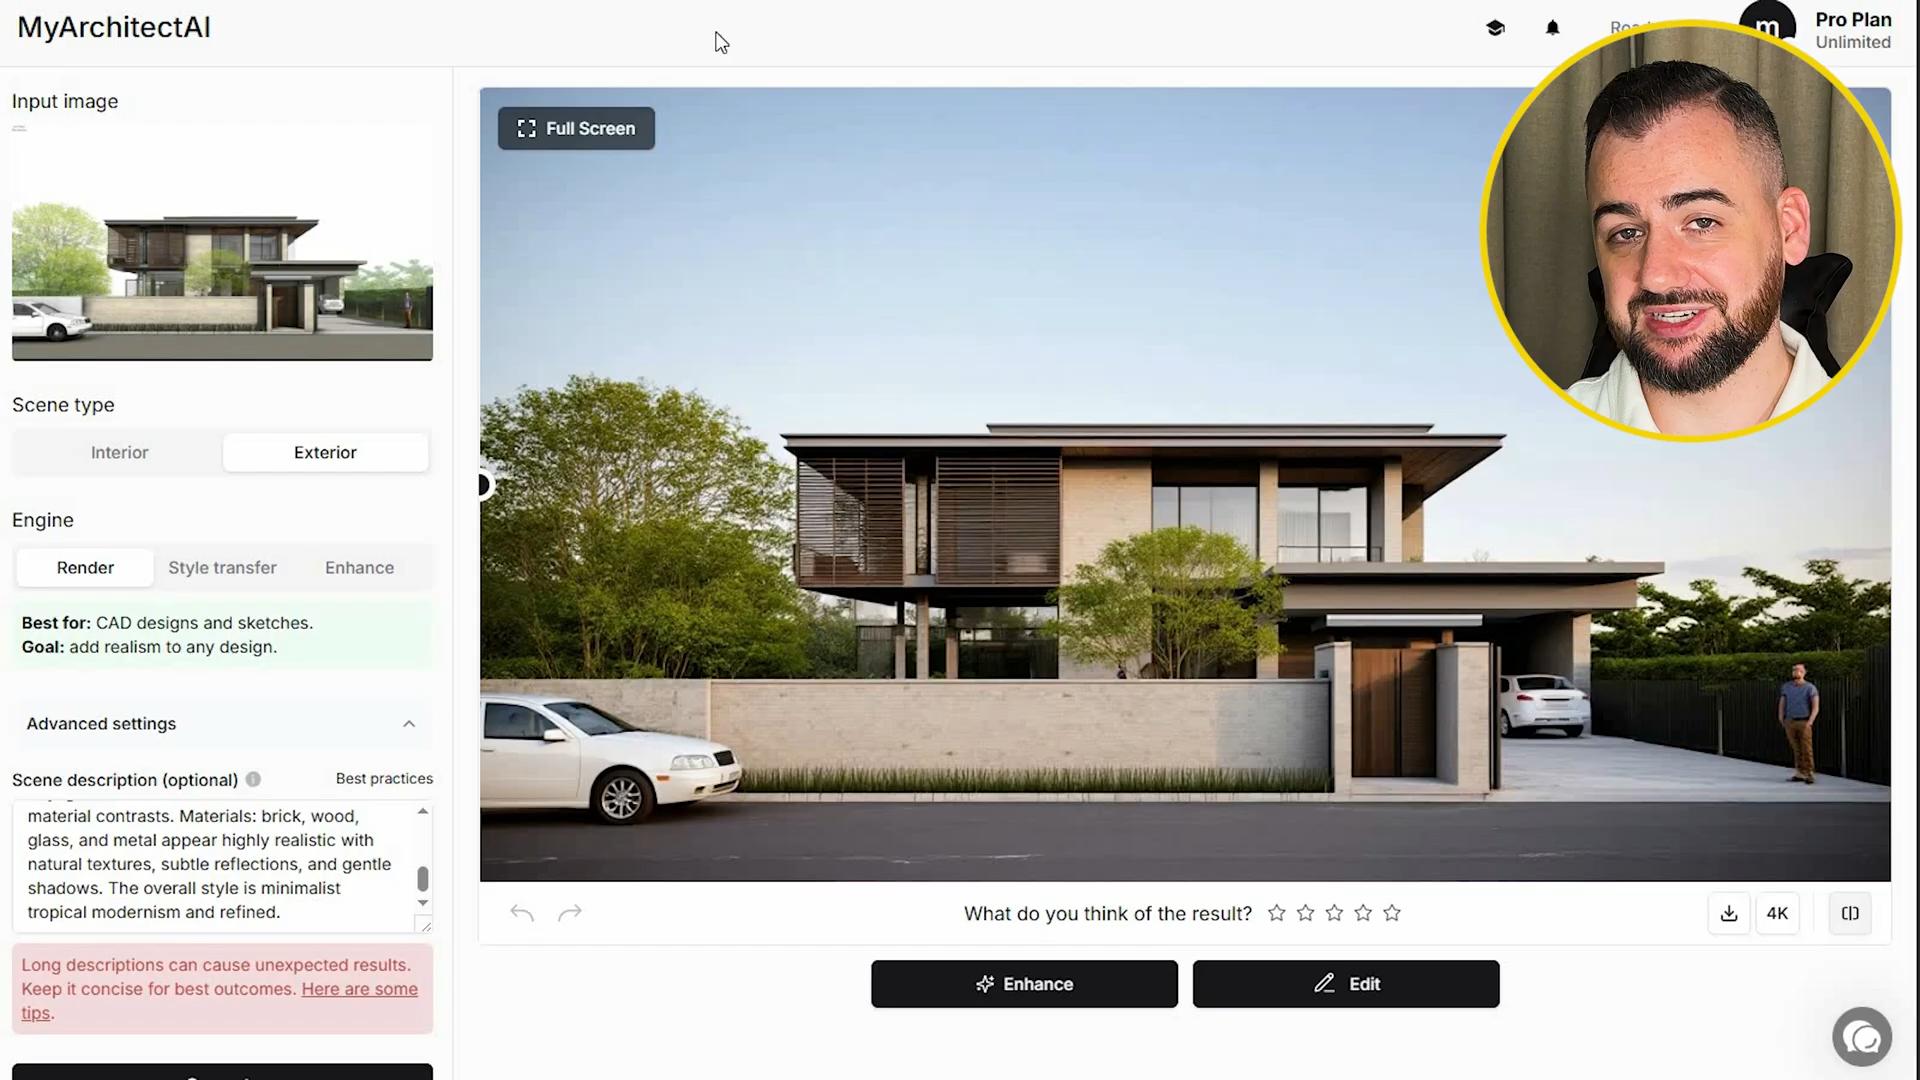 MyArchitectAI
Pro Plan
Unlimited
Input image
Full Screen
Scene type
Interior
Exterior
Engine
Render
Style transfer
Enhance
Best for: CAD designs and sketches.
Goal: add realism to any design.
Advanced settings
Scene description (optional)
Best practices
material contrasts. Materials: brick, wood,
glass, and metal appear highly realistic with
natural textures, subtle reflections, and gentle
shadows. The overall style is minimalist
tropical modernism and refined.
Long descriptions can cause unexpected results.
Keep it concise for best outcomes. Here are some
tips.
What do you think of the result?
4K
Enhance
Edit